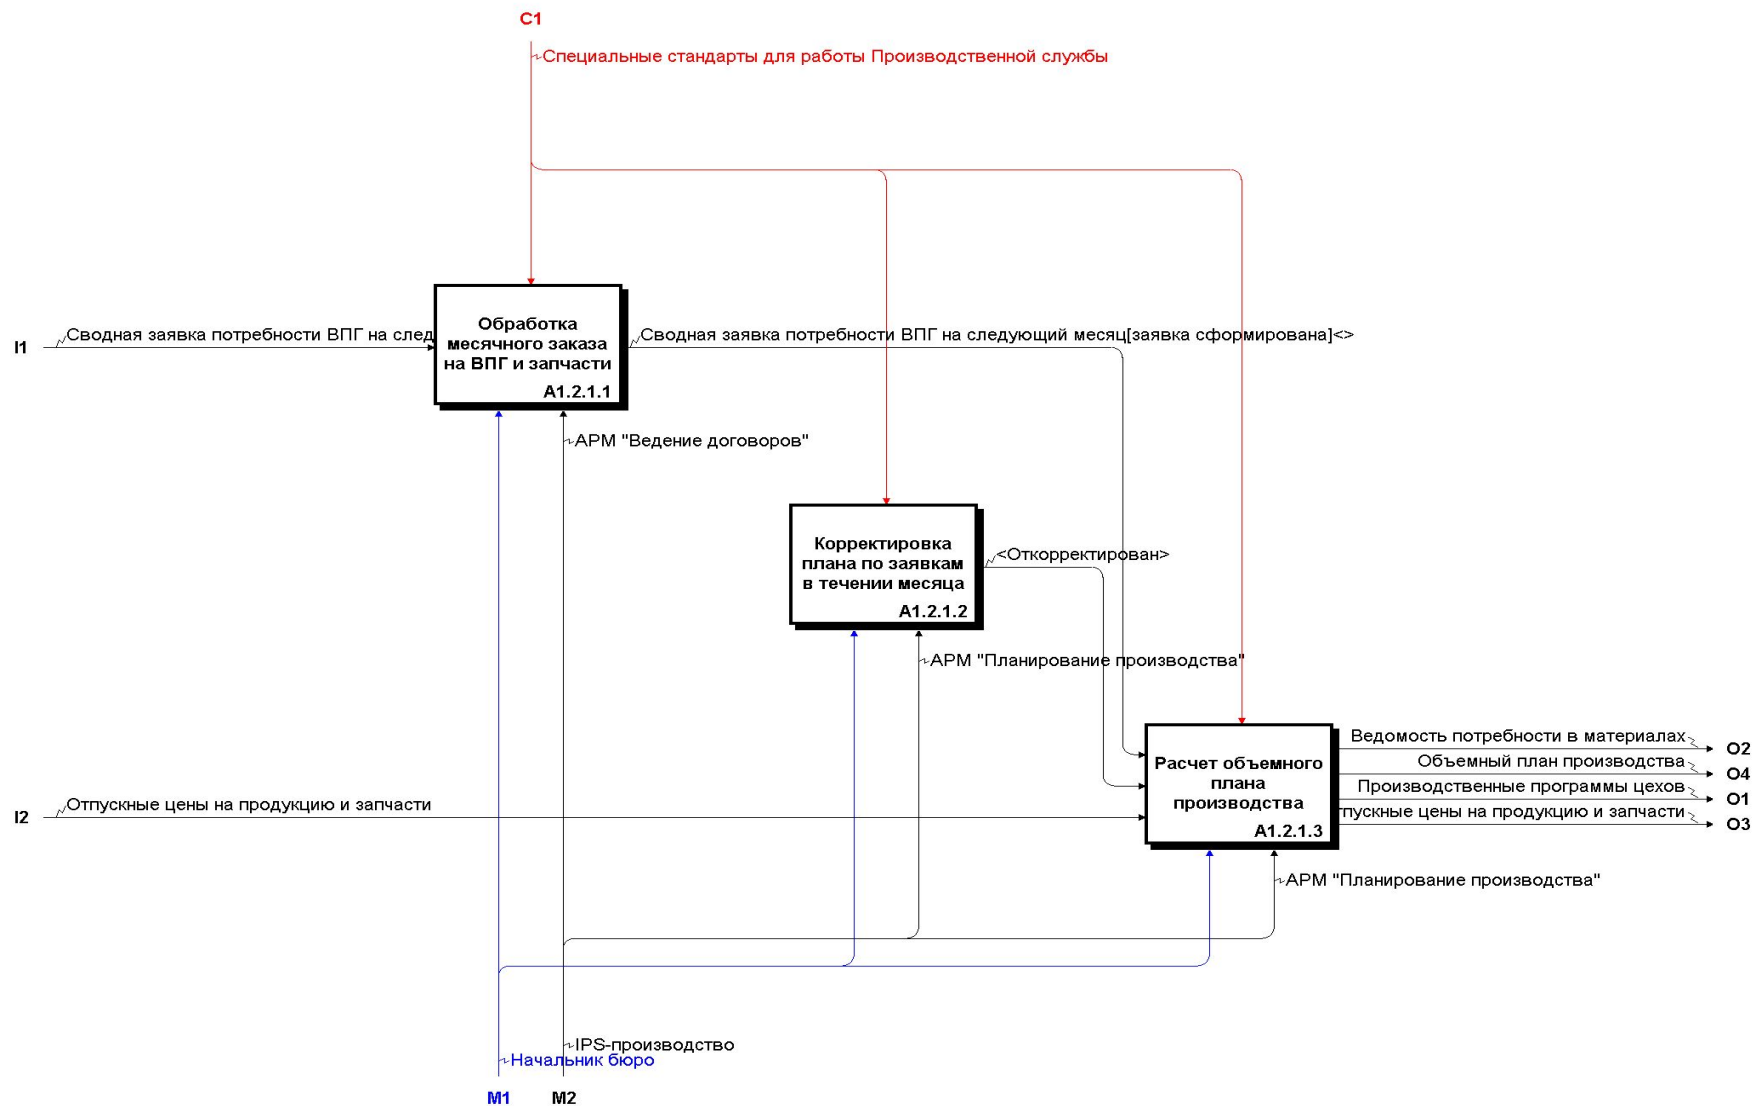 C1
Специальные стандарты для работы Производственной службы
I1
Сводная заявка потребности ВПГ на след
Обработка
месячного заказа
на ВПГ и запчасти
A1.2.1.1
Сводная заявка потребности ВПГ на следующий месяц[заявка сформирована]<>
АРМ "Ведение договоров"
Корректировка
плана по заявкам
в течении месяца
A1.2.1.2
<Откорректирован>
АРМ "Планирование производства"
I2
Отпускные цены на продукцию и запчасти
Расчет объемного
плана
производства
A1.2.1.3
Ведомость потребности в материалах
O2
Объемный план производства
O4
Производственные программы цехов
O1
пускные цены на продукцию и запчасти
O3
АРМ "Планирование производства"
IPS-производство
Начальник бюро
M1
M2